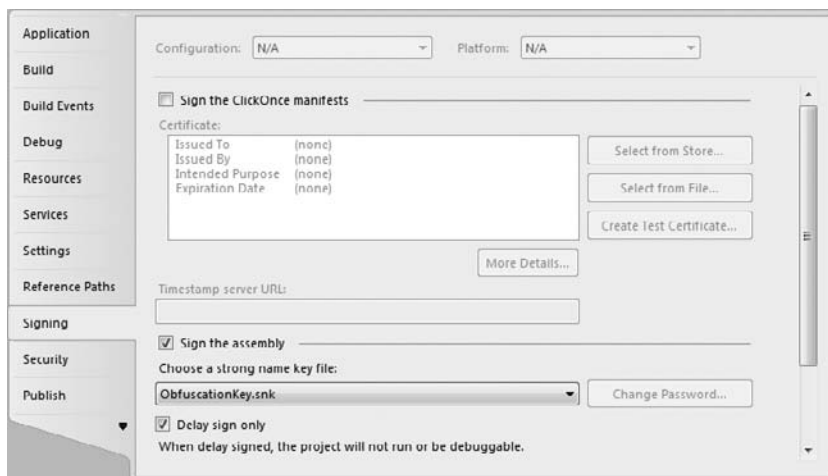 Application
Build
Build Events
Debug
Resources
Services
Settings
Reference Paths
Signing
Security
Publish
Configuration: N/A Platform: N/A
Sign the ClickOnce manifests
Certificate:
Issued To (none)
Issued By (none)
Intended Purpose (none)
Expiration Date (none)
Select from Store...
Select from File...
Create Test Certificate...
More Details...
Timestamp server URL:
Sign the assembly
Choose a strong name key file:
ObfuscationKey.snk Change Password...
Delay sign only
When delay signed, the project will not run or be debuggable.